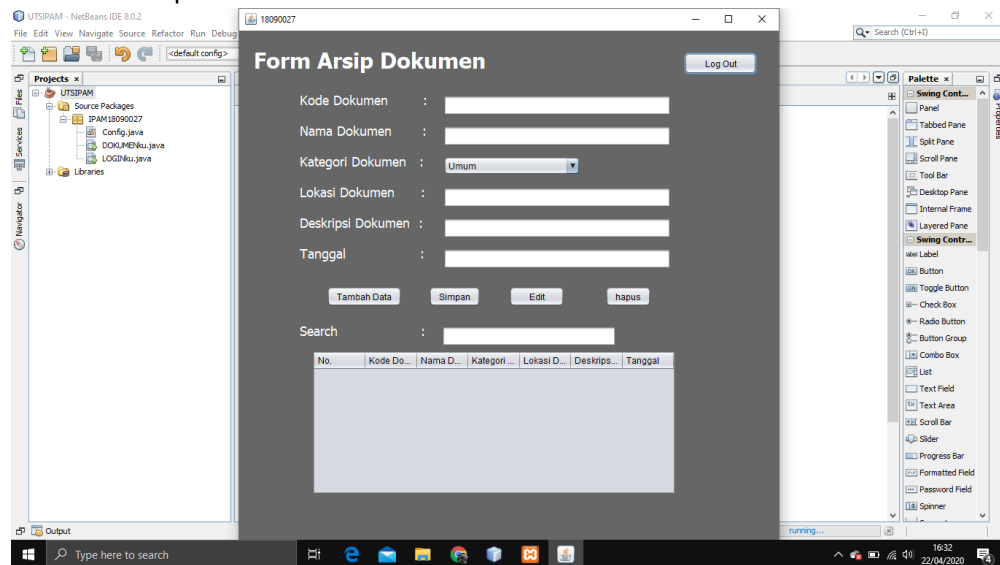 UTSIPAM - NetBeans IDE 8.0.2
File Edit View Navigate Source Refactor Run Debug
Search (Ctrl+I)
<default config>
Projects
UTSIPAM
Source Packages
IPAM18090027
Config.java
DOKUMENku.java
LOGINku.java
Libraries
Files
Services
Navigator
18090027
Form Arsip Dokumen
Log Out
Kode Dokumen :
Nama Dokumen :
Kategori Dokumen : Umum
Lokasi Dokumen :
Deskripsi Dokumen :
Tanggal :
Tambah Data Simpan Edit hapus
Search :
No. Kode Do... Nama D... Kategori ... Lokasi D... Deskrips... Tanggal
Palette
Swing Cont...
Panel
Tabbed Pane
Split Pane
Scroll Pane
Tool Bar
Desktop Pane
Internal Frame
Layered Pane
Swing Contr...
label Label
OK Button
ON Toggle Button
Check Box
Radio Button
Button Group
Combo Box
List
Text Field
Text Area
Scroll Bar
Slider
Progress Bar
Formatted Field
Password Field
Spinner
Properties
Output
running...
Type here to search
16:32
22/04/2020
4